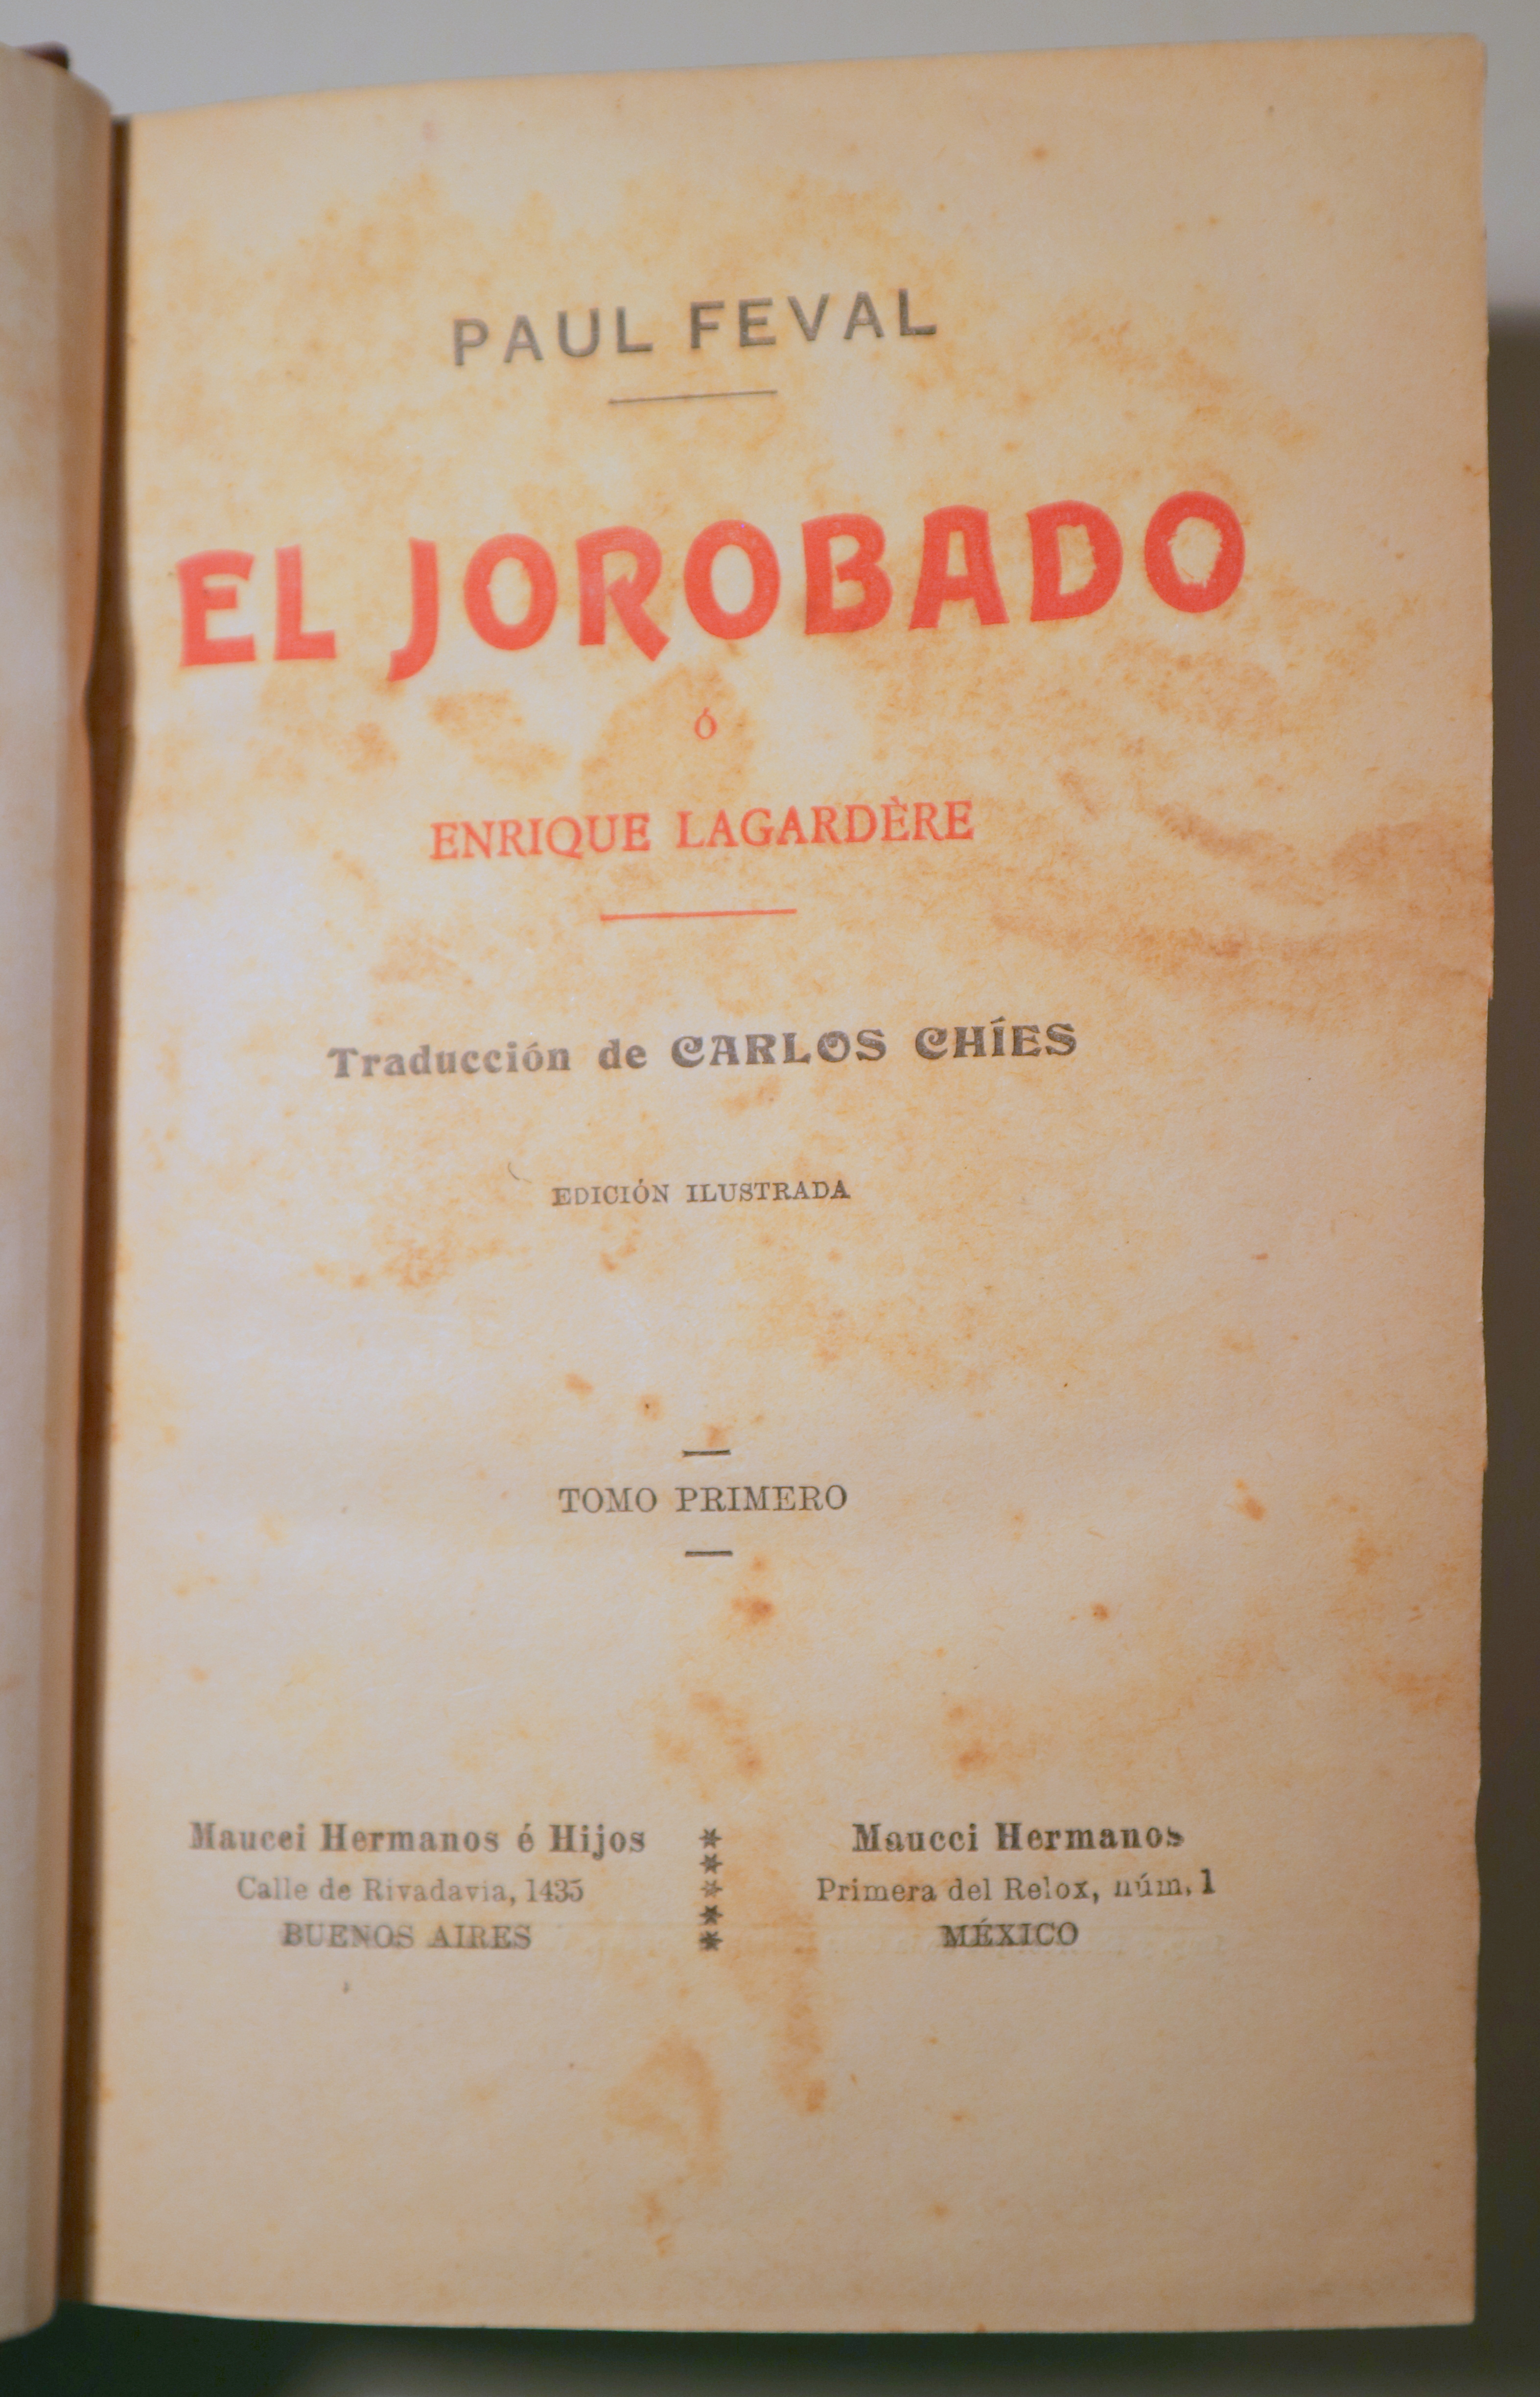 PAUL FEVAL
EL JOROBADO
ó
ENRIQUE LAGARDÈRE
Traducción de CARLOS CHÍES
EDICIÓN ILUSTRADA
TOMO PRIMERO
Maucci Hermanos é Hijos
Calle de Rivadavia, 1435
BUENOS AIRES
Maucci Hermanos
Primera del Relox, núm. 1
MÉXICO